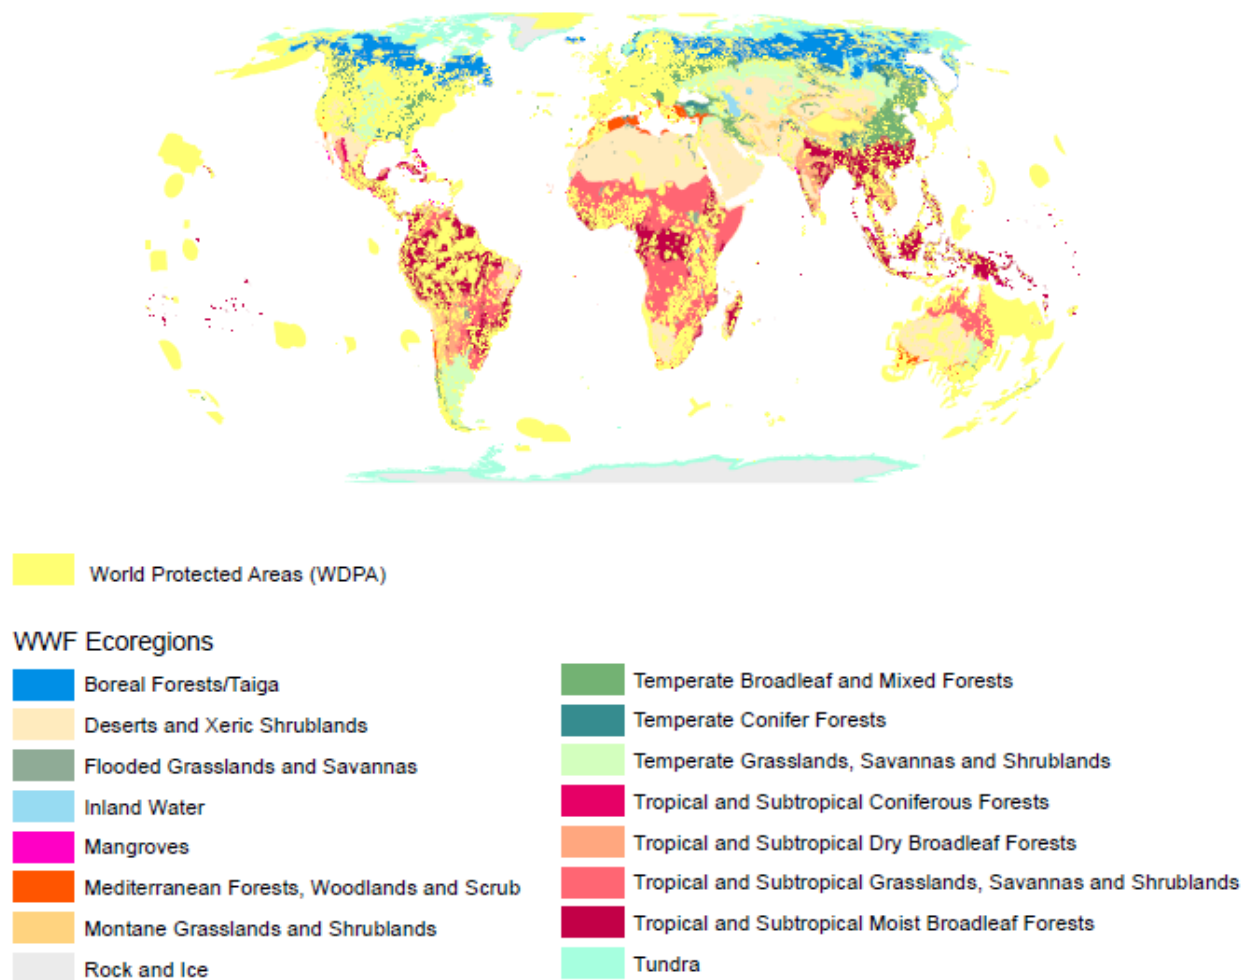 World Protected Areas (WDPA)
WWF Ecoregions
Boreal Forests/Taiga
Deserts and Xeric Shrublands
Flooded Grasslands and Savannas
Inland Water
Mangroves
Mediterranean Forests, Woodlands and Scrub
Montane Grasslands and Shrublands
Rock and Ice
Temperate Broadleaf and Mixed Forests
Temperate Conifer Forests
Temperate Grasslands, Savannas and Shrublands
Tropical and Subtropical Coniferous Forests
Tropical and Subtropical Dry Broadleaf Forests
Tropical and Subtropical Grasslands, Savannas and Shrublands
Tropical and Subtropical Moist Broadleaf Forests
Tundra